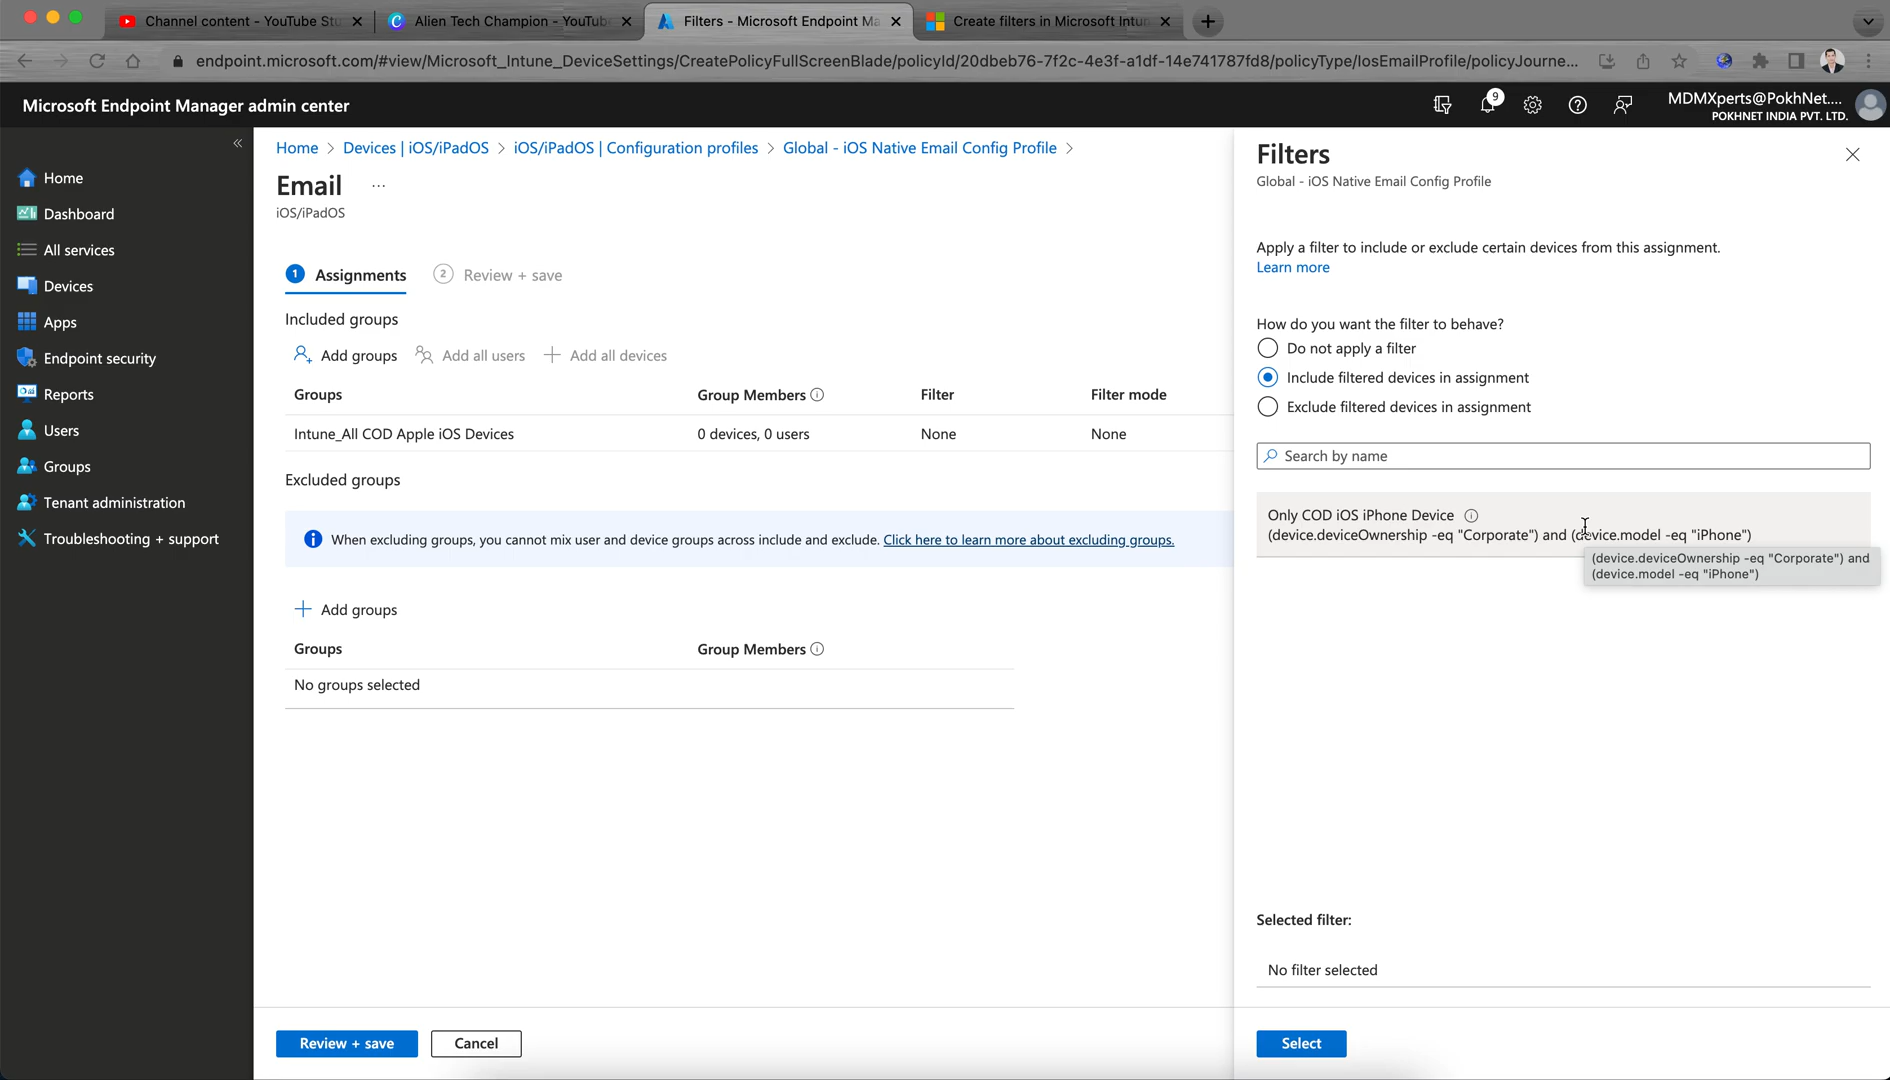 Channel content - YouTube Stu
Alien Tech Champion - YouTube
Filters - Microsoft Endpoint Ma
Create filters in Microsoft Intun
endpoint.microsoft.com/#view/Microsoft_Intune_DeviceSettings/CreatePolicyFullScreenBlade/policyId/20dbeb76-7f2c-4e3f-a1df-14e741787fd8/policyType/IosEmailProfile/policyJourne...
Microsoft Endpoint Manager admin center
9
MDMXperts@PokhNet....
POKHNET INDIA PVT. LTD.
Home
Dashboard
All services
Devices
Apps
Endpoint security
Reports
Users
Groups
Tenant administration
Troubleshooting + support
Home > Devices | iOS/iPadOS > iOS/iPadOS | Configuration profiles > Global - iOS Native Email Config Profile >
Email ...
iOS/iPadOS
1 Assignments 2 Review + save
Included groups
Add groups Add all users Add all devices
Groups Group Members Filter Filter mode
Intune_All COD Apple iOS Devices 0 devices, 0 users None None
Excluded groups
When excluding groups, you cannot mix user and device groups across include and exclude. Click here to learn more about excluding groups.
Add groups
Groups Group Members
No groups selected
Review + save Cancel
Filters
Global - iOS Native Email Config Profile
Apply a filter to include or exclude certain devices from this assignment.
Learn more
How do you want the filter to behave?
Do not apply a filter
Include filtered devices in assignment
Exclude filtered devices in assignment
Search by name
Only COD iOS iPhone Device
(device.deviceOwnership -eq "Corporate") and (device.model -eq "iPhone")
(device.deviceOwnership -eq "Corporate") and
(device.model -eq "iPhone")
Selected filter:
No filter selected
Select